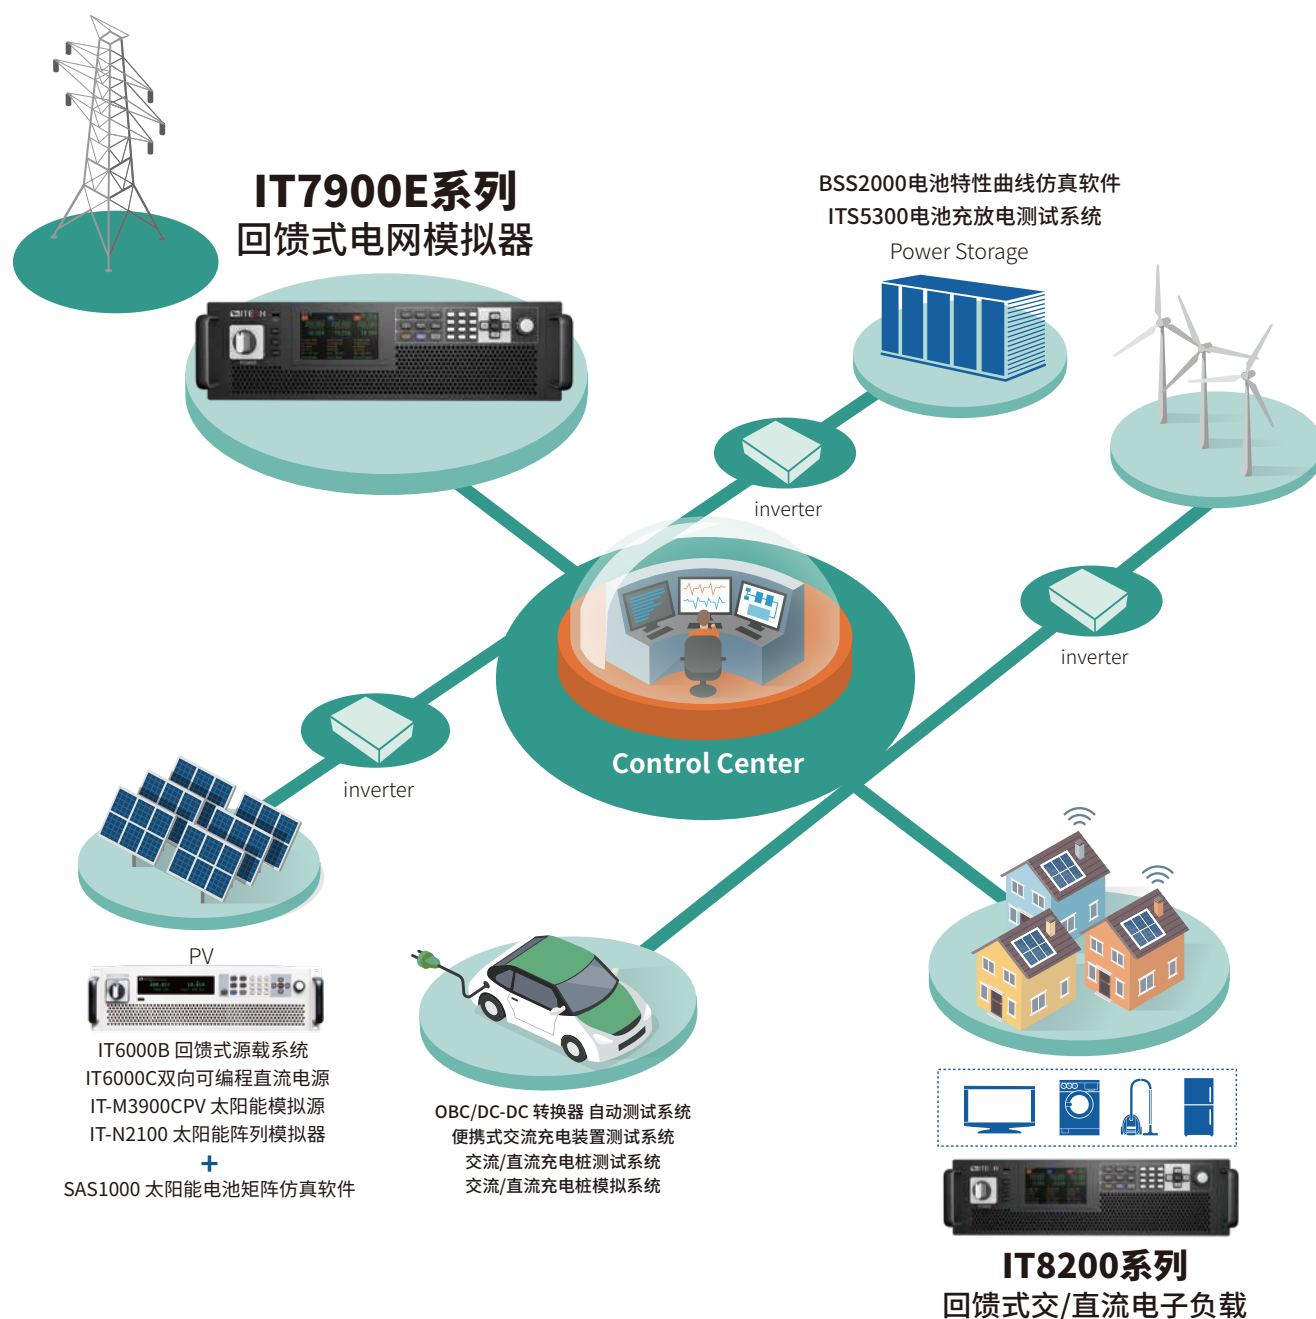 IT7900E系列
回馈式电网模拟器
BSS2000电池特性曲线仿真软件
ITS5300电池充放电测试系统
Power Storage
ITECH
inverter
inverter
Control Center
inverter
PV
IT6000B 回馈式源载系统
IT6000C双向可编程直流电源
IT-M3900CPV 太阳能模拟源
IT-N2100 太阳能阵列模拟器
+
SAS1000 太阳能电池矩阵仿真软件
OBC/DC-DC 转换器 自动测试系统
便携式交流充电装置测试系统
交流/直流充电桩测试系统
交流/直流充电桩模拟系统
ITECH
IT8200系列
回馈式交/直流电子负载